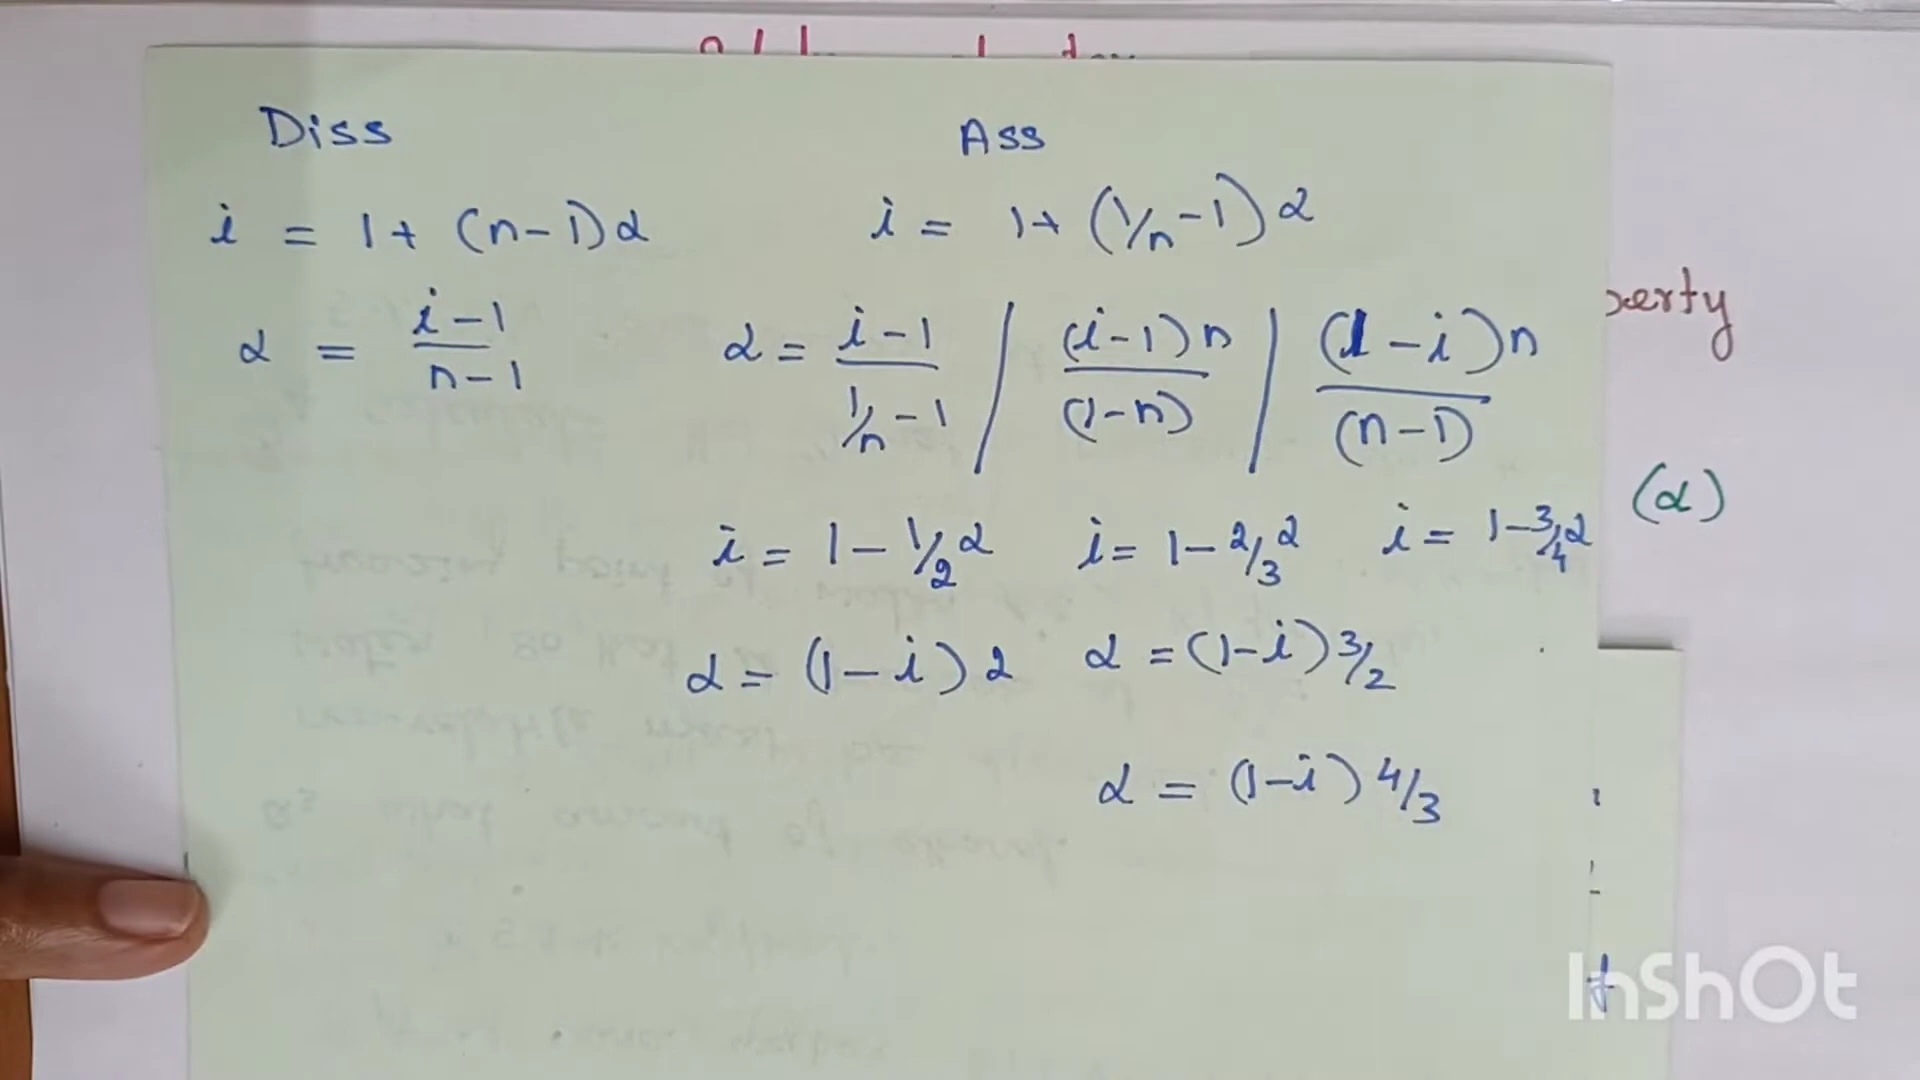 Diss Ass
i = 1+ (n-1)α i = 1+ (1/n -1)α
α = i-1/n-1 α = i-1/1/n -1 / (i-1)n/(1-n) / (1-i)n/(n-1)
xerty
(α)
i = 1- 1/2 α i = 1- 2/3 α i = 1- 3/4 α
α = (1-i) 2 α = (1-i) 3/2
α = (1-i) 4/3
InShOt